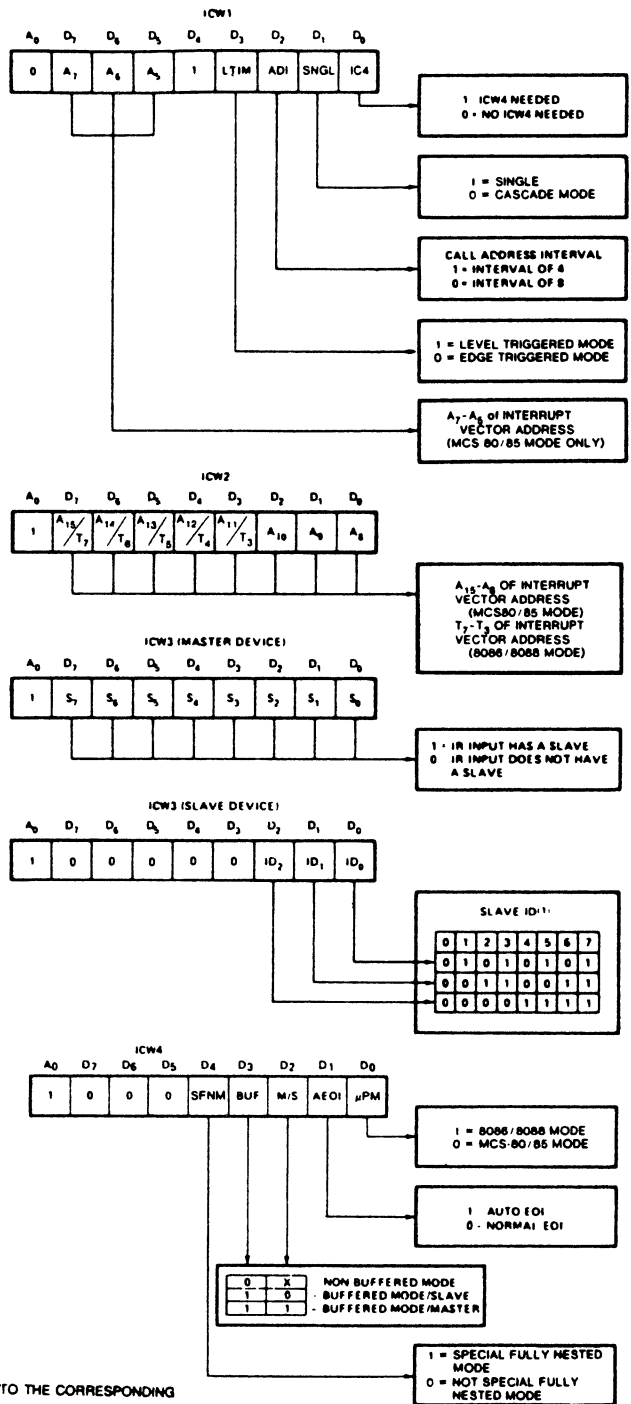 ICW1
A0 D7 D6 D5 D4 D3 D2 D1 D0
0 A7 A6 A5 1 LTIM ADI SNGL IC4
1 ICW4 NEEDED
0 = NO ICW4 NEEDED
1 = SINGLE
0 = CASCADE MODE
CALL ADDRESS INTERVAL
1 = INTERVAL OF 4
0 = INTERVAL OF 8
1 = LEVEL TRIGGERED MODE
0 = EDGE TRIGGERED MODE
A7-A5 of INTERRUPT
VECTOR ADDRESS
(MCS 80/85 MODE ONLY)
ICW2
A0 D7 D6 D5 D4 D3 D2 D1 D0
1 A15/T7 A14/T6 A13/T5 A12/T4 A11/T3 A10 A9 A8
A15-A8 OF INTERRUPT
VECTOR ADDRESS
(MCS80/85 MODE)
T7-T3 OF INTERRUPT
VECTOR ADDRESS
(8086/8088 MODE)
ICW3 (MASTER DEVICE)
A0 D7 D6 D5 D4 D3 D2 D1 D0
1 S7 S6 S5 S4 S3 S2 S1 S0
1 - IR INPUT HAS A SLAVE
0 IR INPUT DOES NOT HAVE
A SLAVE
ICW3 (SLAVE DEVICE)
A0 D7 D6 D5 D4 D3 D2 D1 D0
1 0 0 0 0 0 ID2 ID1 ID0
SLAVE ID(1)
0 1 2 3 4 5 6 7
0 1 0 1 0 1 0 1
0 0 1 1 0 0 1 1
0 0 0 0 1 1 1 1
ICW4
A0 D7 D6 D5 D4 D3 D2 D1 D0
1 0 0 0 SFNM BUF M/S AEOI μPM
1 = 8086/8088 MODE
0 = MCS-80/85 MODE
1 AUTO EOI
0 - NORMAL EOI
0 X - NON BUFFERED MODE
1 0 - BUFFERED MODE/SLAVE
1 1 - BUFFERED MODE/MASTER
1 = SPECIAL FULLY NESTED
MODE
0 = NOT SPECIAL FULLY
NESTED MODE
TO THE CORRESPONDING